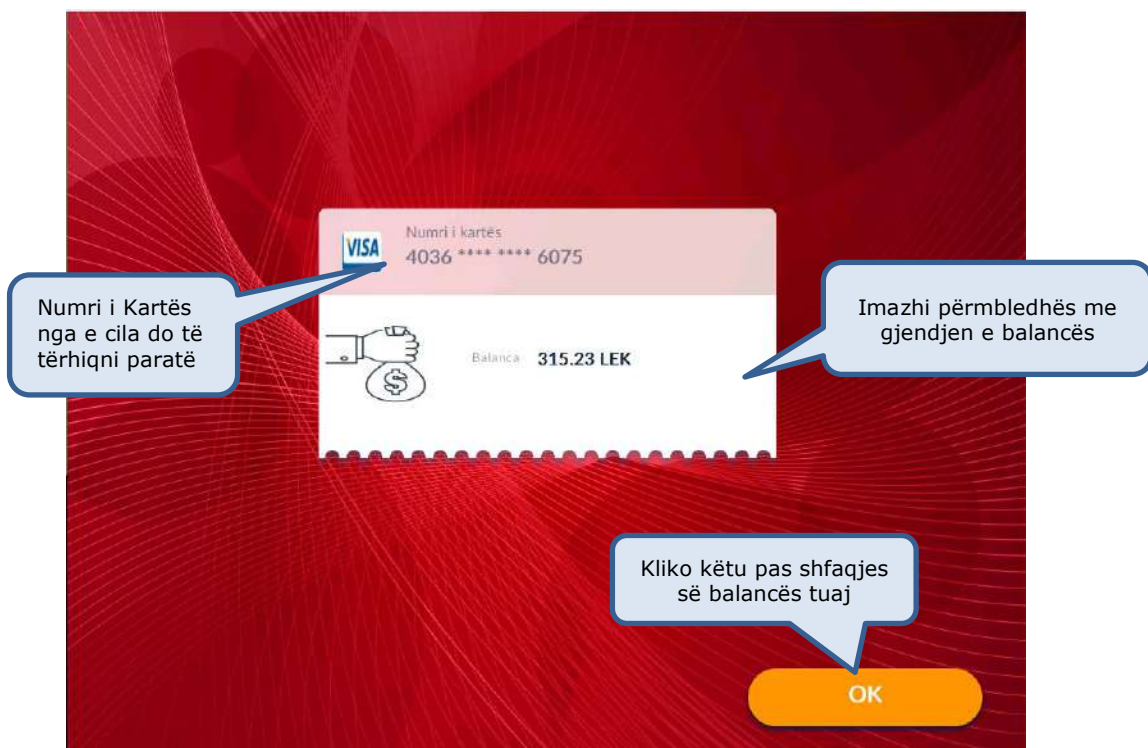 VISA
Numri i kartës
4036 **** **** 6075
Numri i Kartës
nga e cila do të
tërhiqni paratë
Imazhi përmbledhës me
gjendjen e balancës
Balanca 315.23 LEK
$
Kliko këtu pas shfaqjes
së balancës tuaj
OK